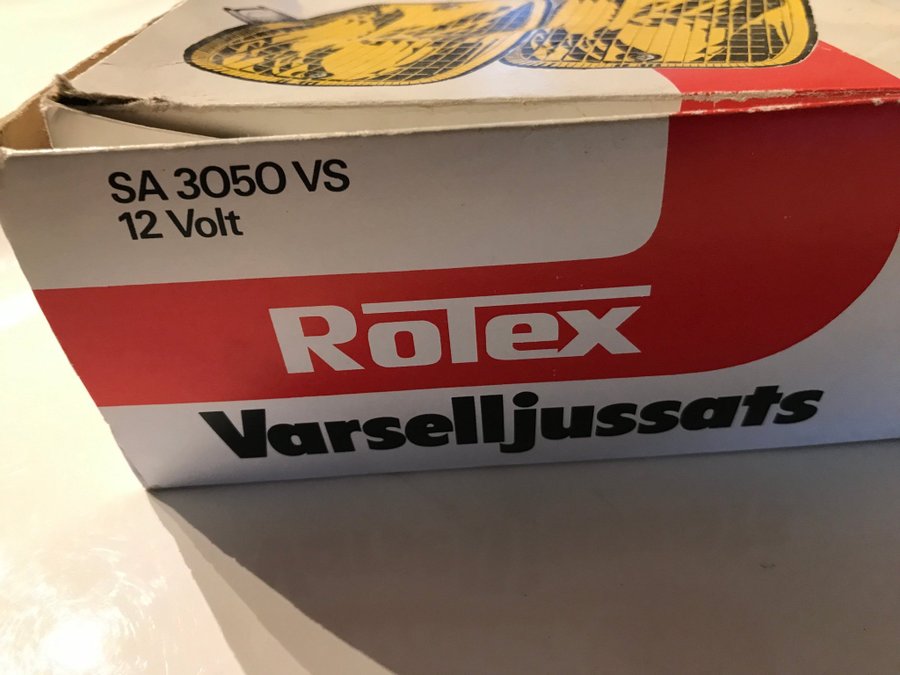 SA 3050 VS
12 Volt
RoTex
Varselljussats